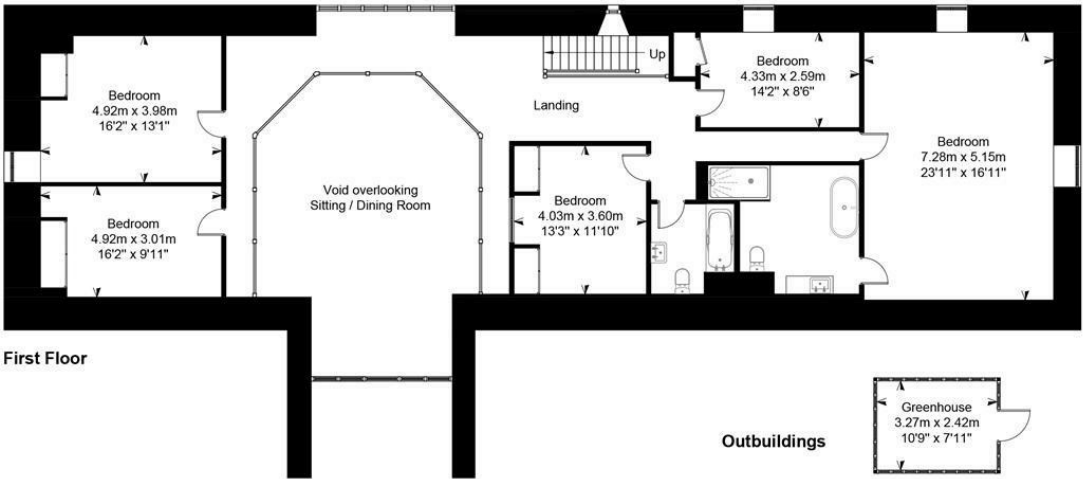 Bedroom
4.92m x 3.98m
16'2" x 13'1"
Bedroom
4.92m x 3.01m
16'2" x 9'11"
Void overlooking
Sitting / Dining Room
Up
Landing
Bedroom
4.03m x 3.60m
13'3" x 11'10"
Bedroom
4.33m x 2.59m
14'2" x 8'6"
Bedroom
7.28m x 5.15m
23'11" x 16'11"
First Floor
Outbuildings
Greenhouse
3.27m x 2.42m
10'9" x 7'11"